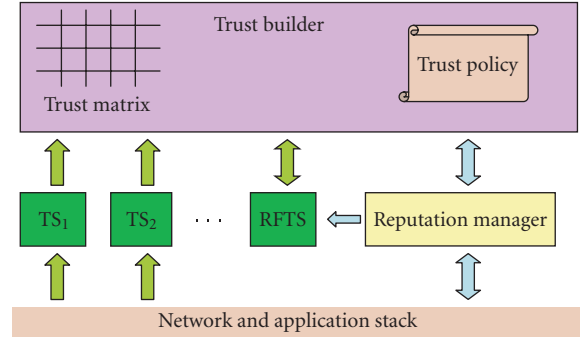 Trust builder
Trust policy
Trust matrix
TS₁
TS₂
. . .
RFTS
Reputation manager
Network and application stack